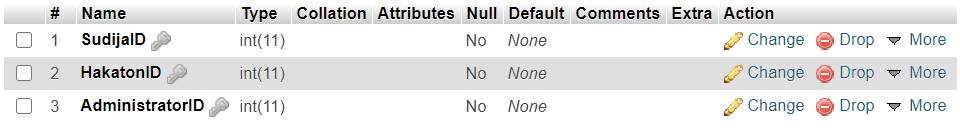 # Name Type Collation Attributes Null Default Comments Extra Action
1 SudijaID int(11) No None Change Drop More
2 HakatonID int(11) No None Change Drop More
3 AdministratorID int(11) No None Change Drop More